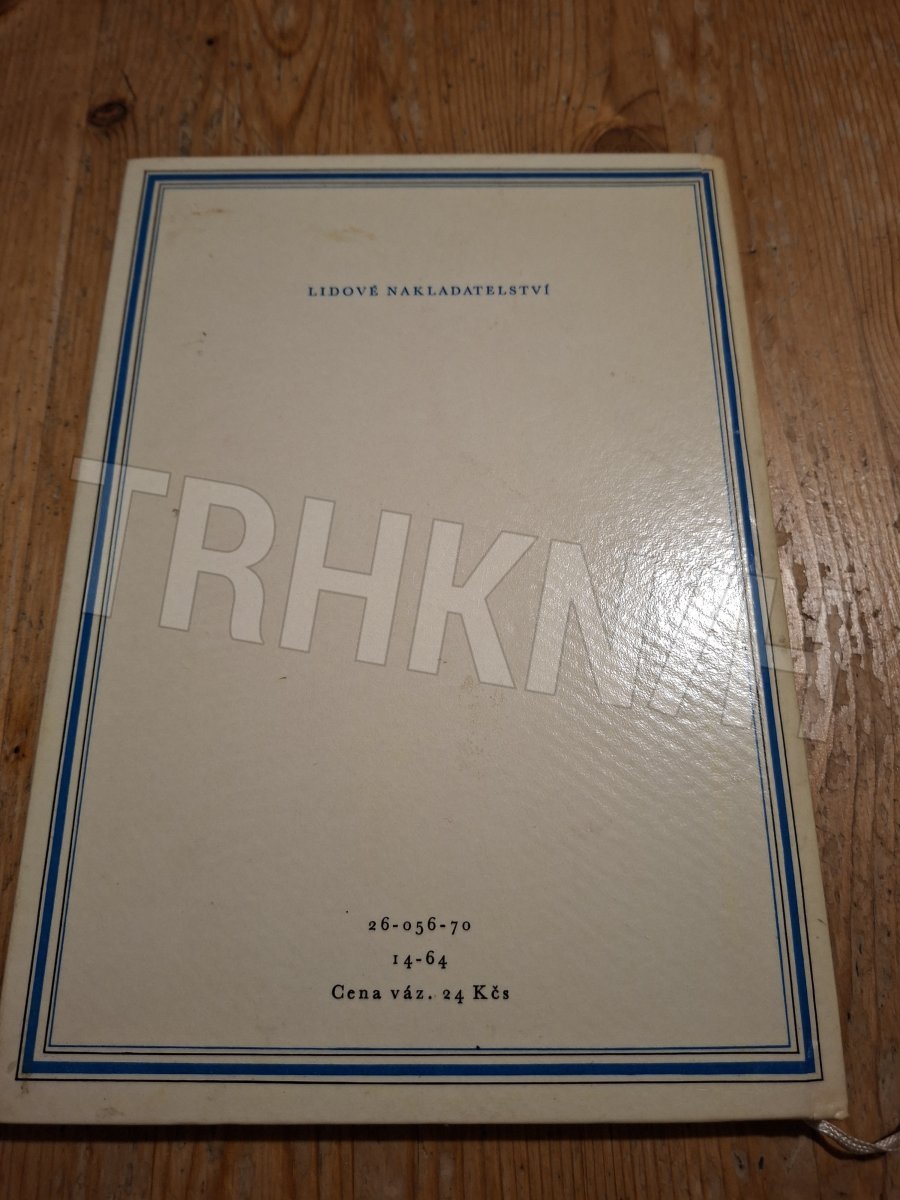 LIDOVÉ NAKLADATELSTVÍ
TRHKNIH
26-056-70
14-64
Cena váz. 24 Kčs